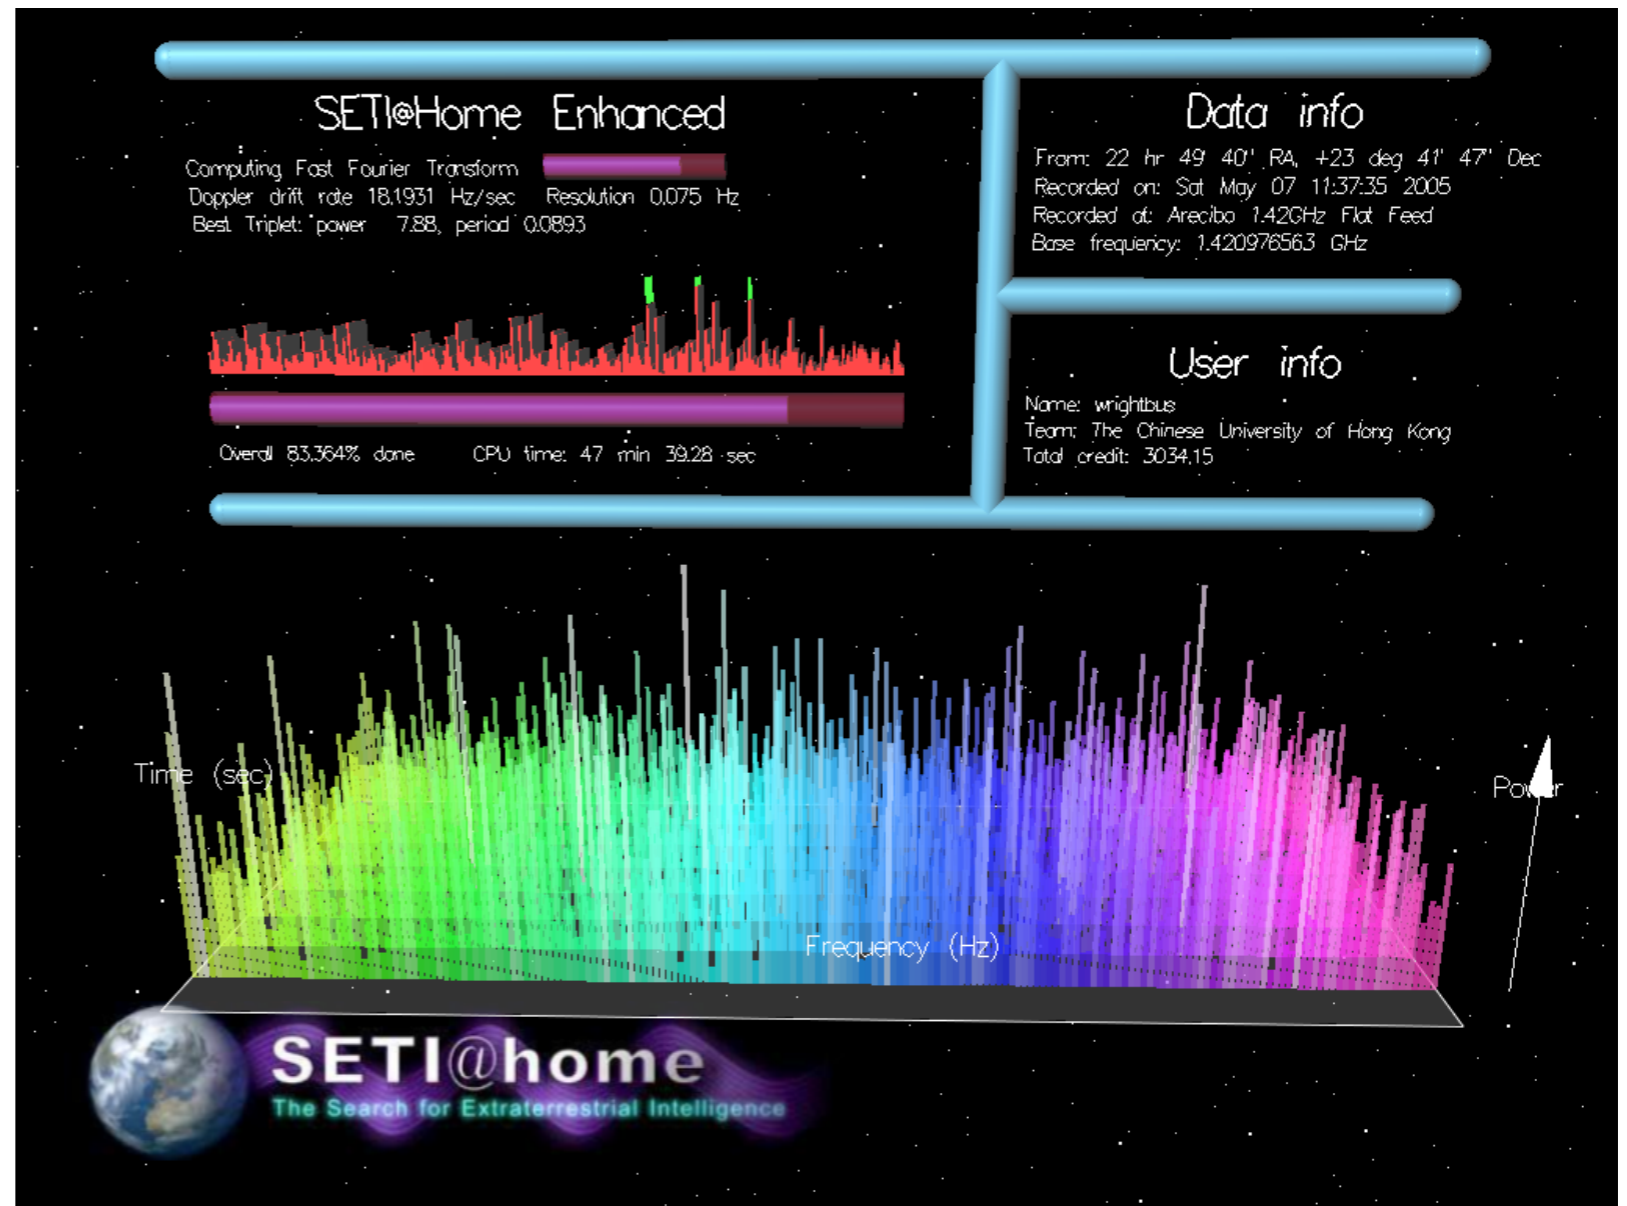 SETI@Home Enhanced
Computing Fast Fourier Transform
Doppler drift rate 18.1931 Hz/sec Resolution 0.075 Hz
Best Triplet: power 7.88, period 0.0893
Overall 83.364% done CPU time: 47 min 39.28 sec
Data info
From: 22 hr 49' 40'' RA, +23 deg 41' 47'' Dec
Recorded on: Sat May 07 11:37:35 2005
Recorded at: Arecibo 1.42GHz Flat Feed
Base frequency: 1.420976563 GHz
User info
Name: wrightbus
Team: The Chinese University of Hong Kong
Total credit: 3034.15
Time (sec)
Power
Frequency (Hz)
SETI@home
The Search for Extraterrestrial Intelligence